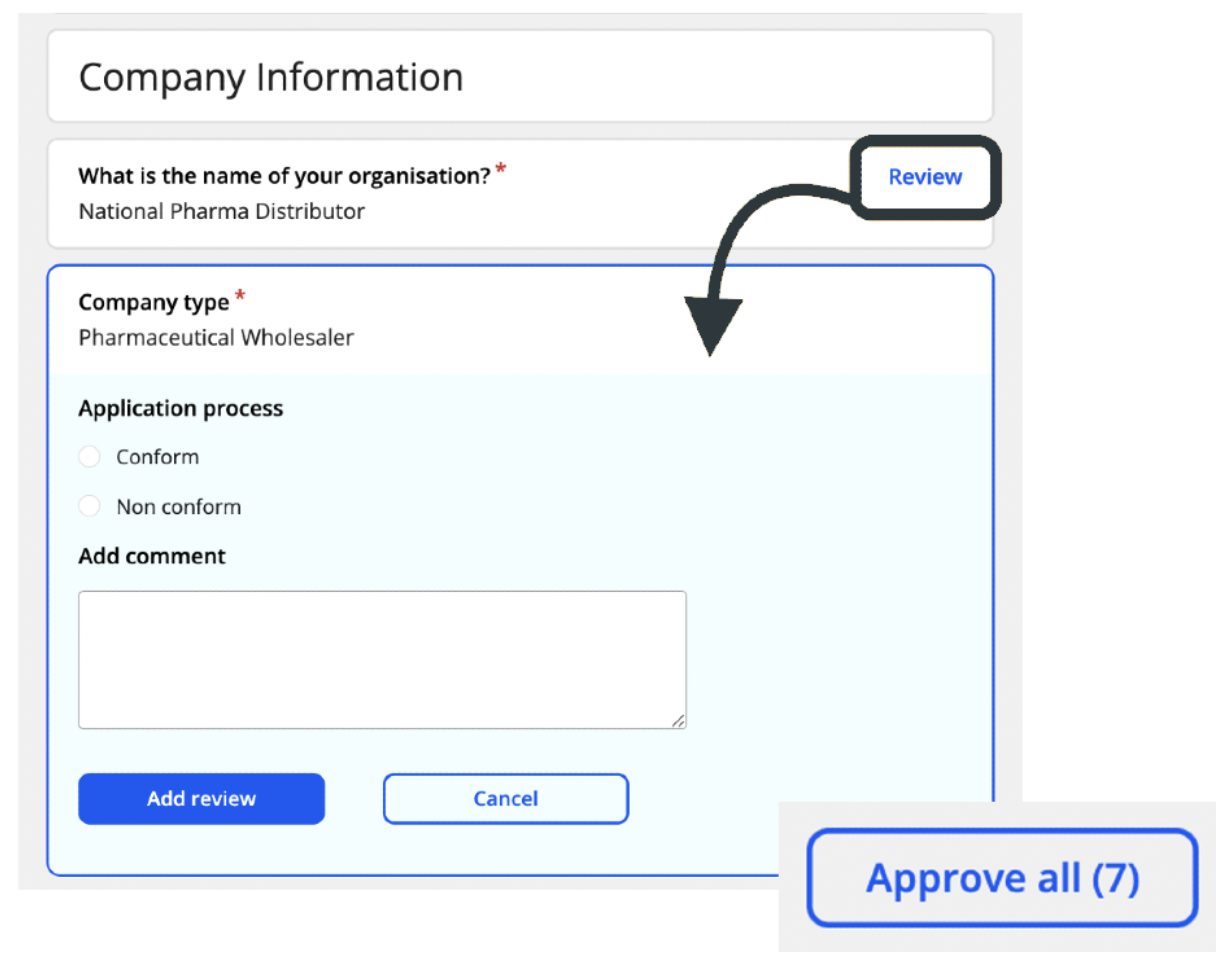 Company Information
What is the name of your organisation? *
Review
National Pharma Distributor
Company type *
Pharmaceutical Wholesaler
Application process
Conform
Non conform
Add comment
Add review
Cancel
Approve all (7)